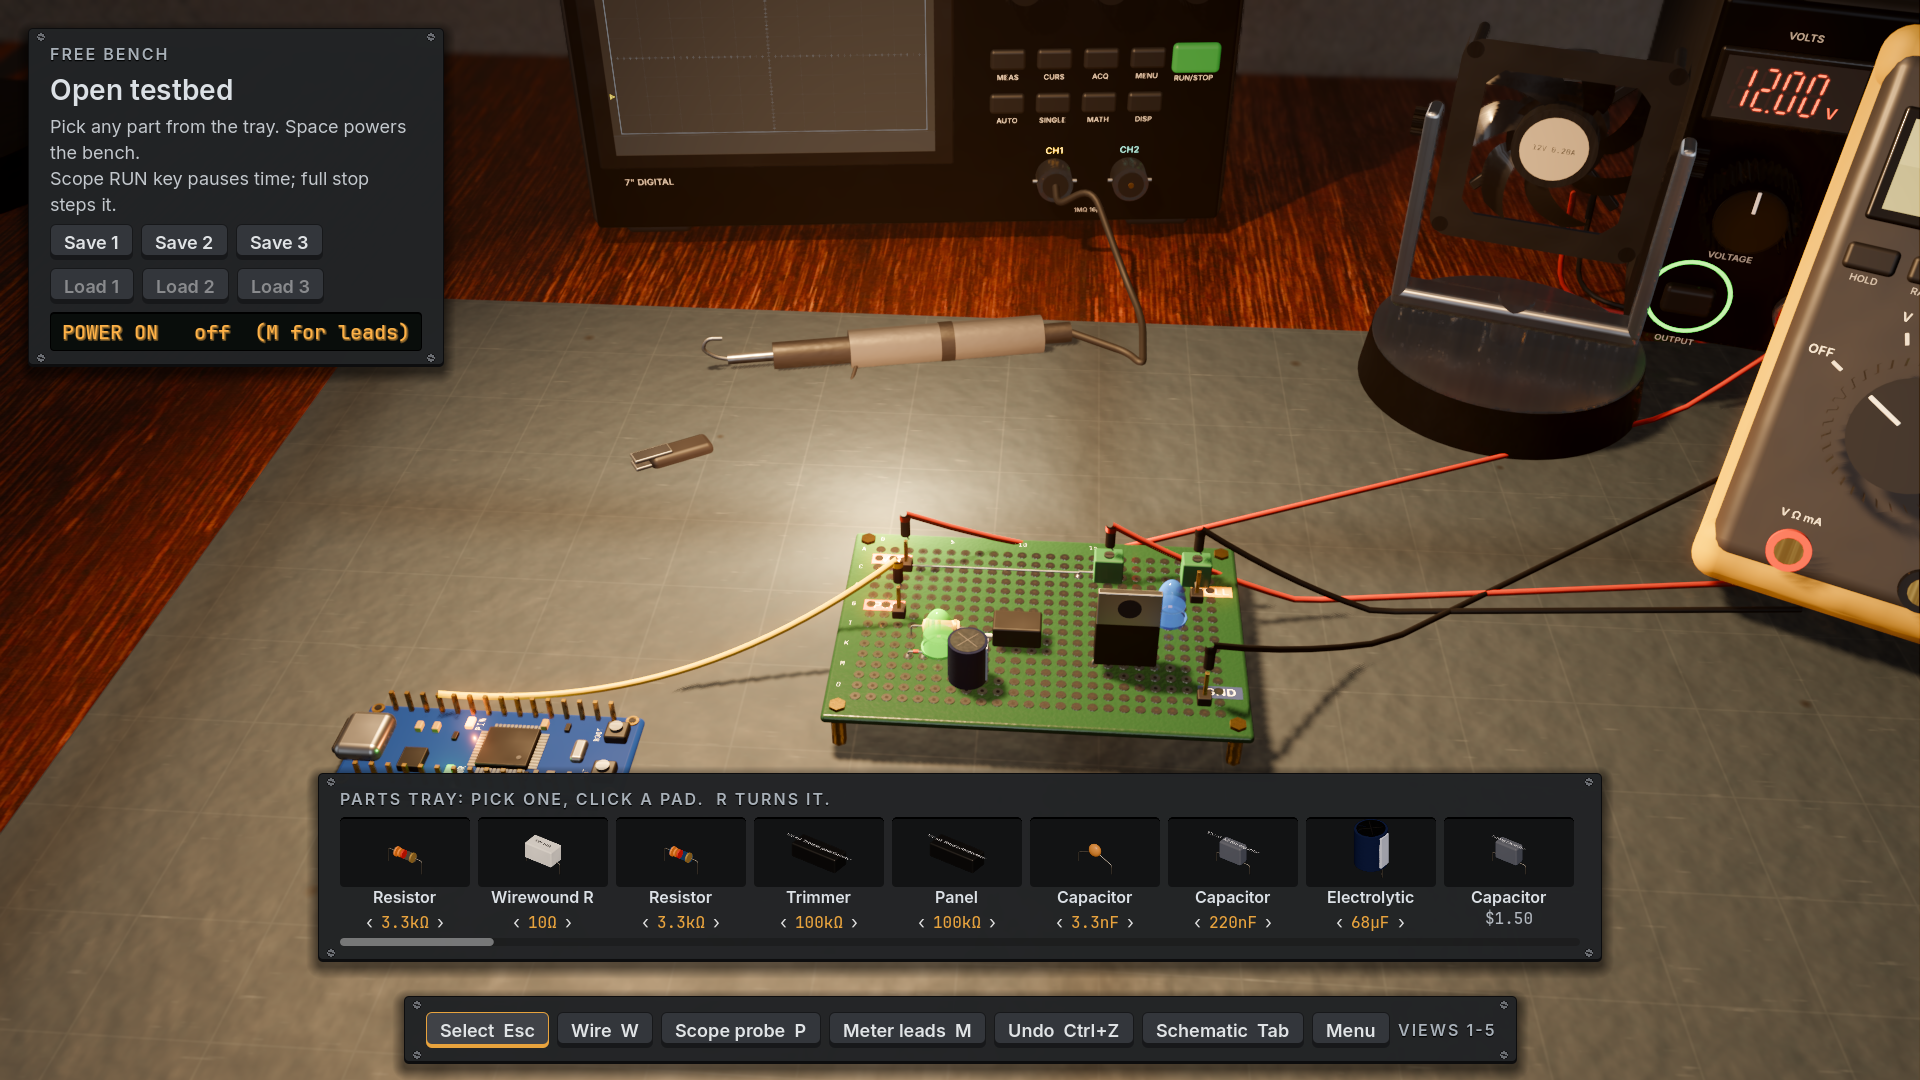 FREE BENCH
Open testbed
Pick any part from the tray. Space powers
the bench.
Scope RUN key pauses time; full stop
steps it.
Save 1 Save 2 Save 3
Load 1 Load 2 Load 3
POWER ON off (M for leads)
MEAS CURS ACQ MENU RUN/STOP
AUTO SINGLE MATH DISP
CH1 CH2
7" DIGITAL
VOLTS
12.00 V
12V 0.20A
VOLTAGE
OUTPUT
HOLD
V
OFF
V Ω mA
GND
PARTS TRAY: PICK ONE, CLICK A PAD. R TURNS IT.
Resistor Wirewound R Resistor Trimmer Panel Capacitor Capacitor Electrolytic Capacitor
‹ 3.3kΩ › ‹ 10Ω › ‹ 3.3kΩ › ‹ 100kΩ › ‹ 100kΩ › ‹ 3.3nF › ‹ 220nF › ‹ 68µF › $1.50
Select Esc Wire W Scope probe P Meter leads M Undo Ctrl+Z Schematic Tab Menu VIEWS 1-5